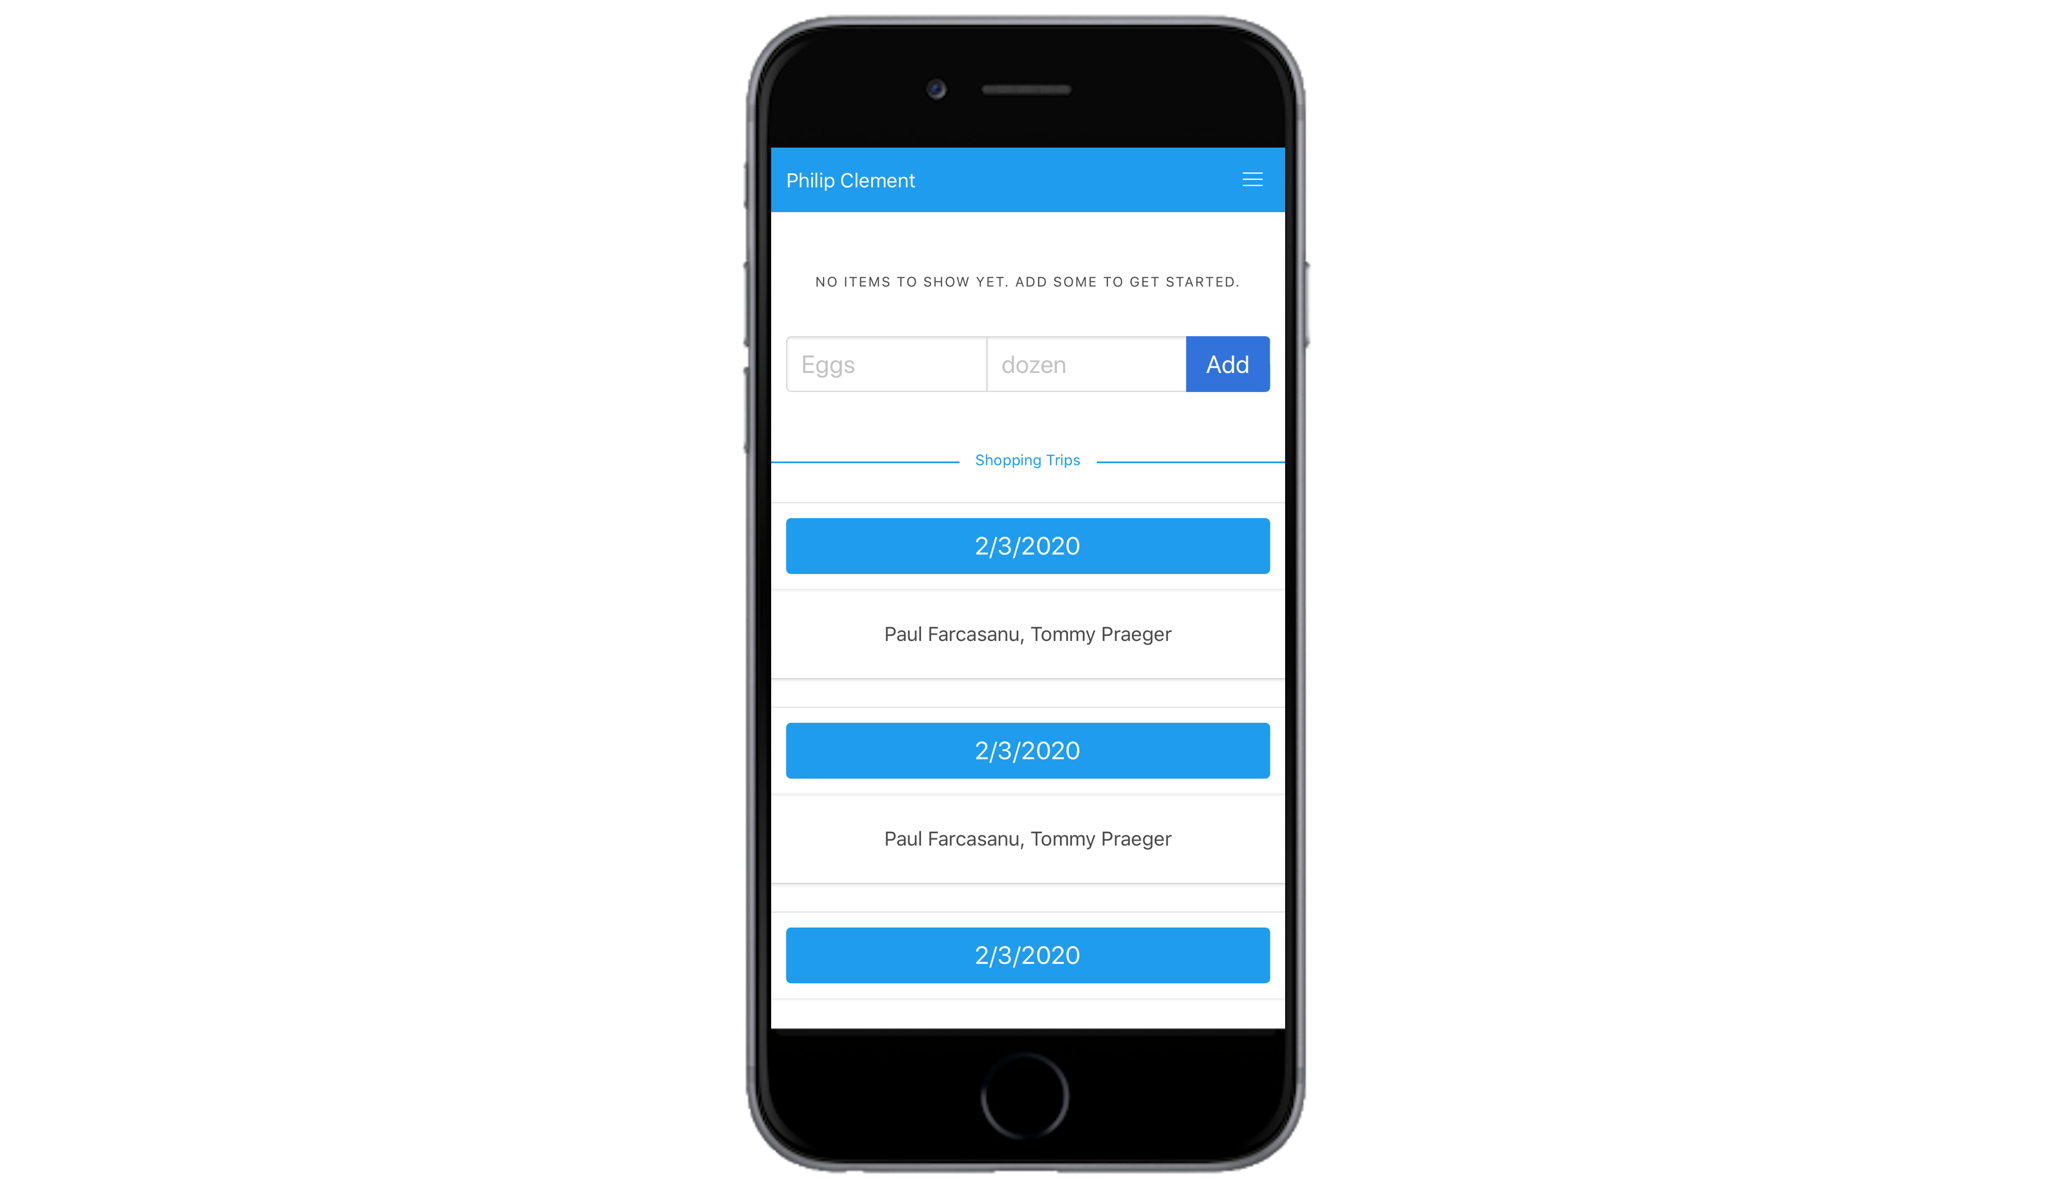 Philip Clement
NO ITEMS TO SHOW YET. ADD SOME TO GET STARTED.
Eggs dozen Add
Shopping Trips
2/3/2020
Paul Farcasanu, Tommy Praeger
2/3/2020
Paul Farcasanu, Tommy Praeger
2/3/2020